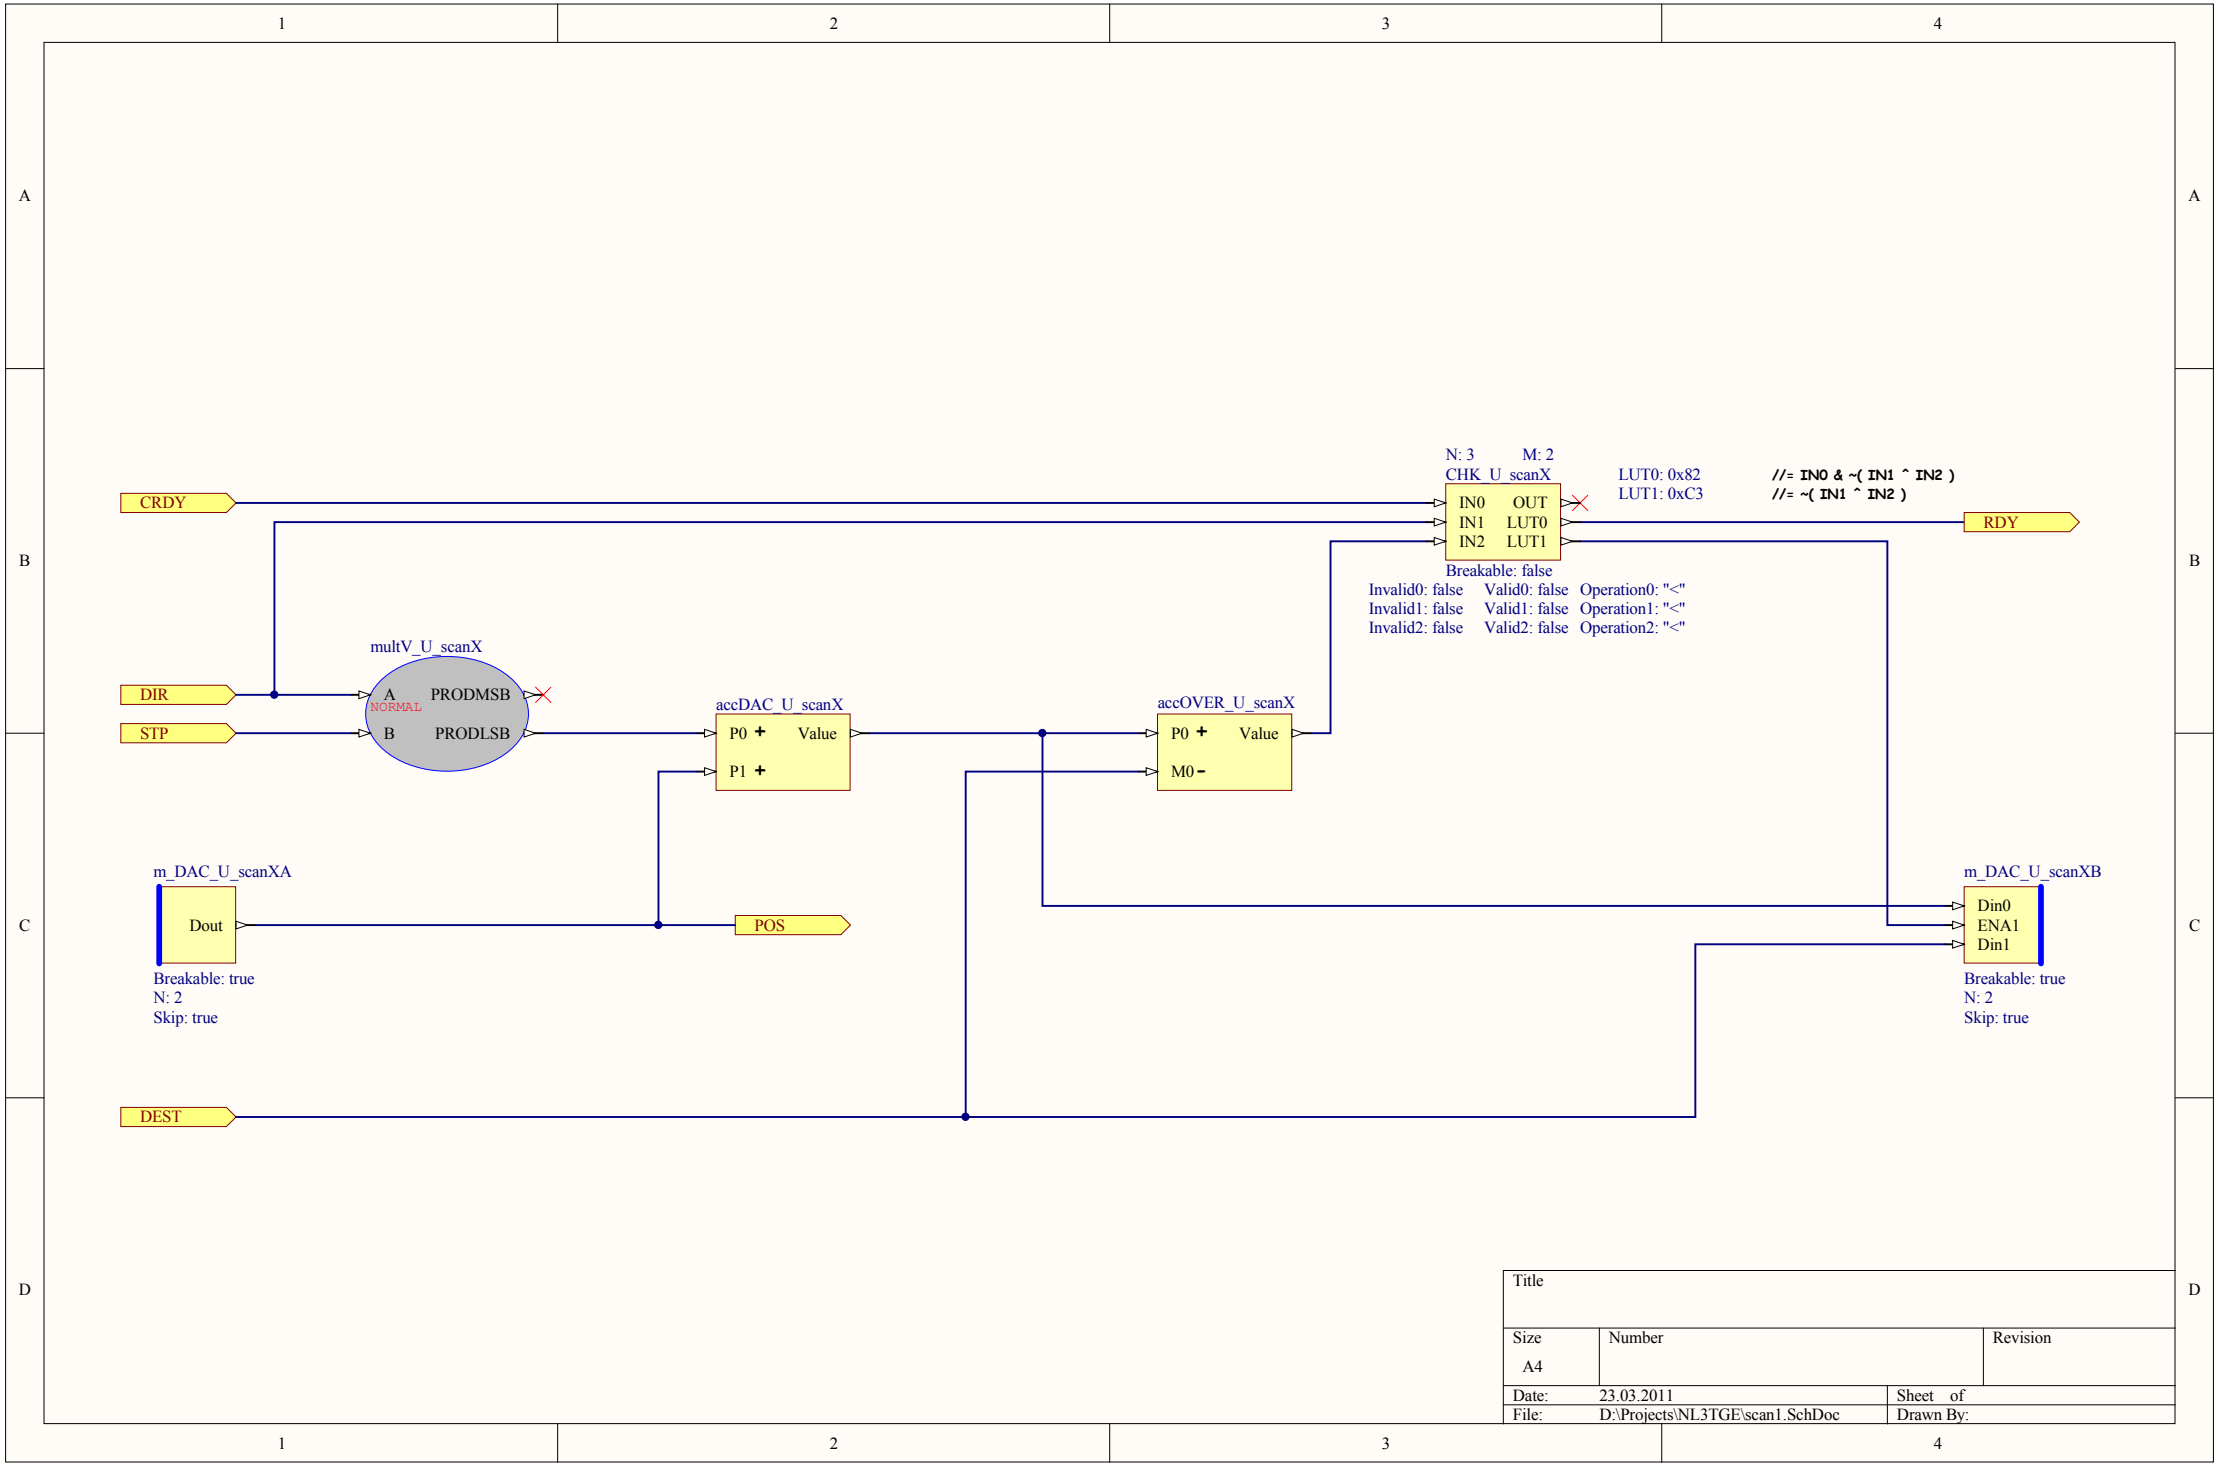 1 2 3 4
A A
N: 3 M: 2
CHK_U_scanX LUT0: 0x82 //= IN0 & ~( IN1 ^ IN2 )
LUT1: 0xC3 //= ~( IN1 ^ IN2 )
CRDY IN0 OUT
IN1 LUT0 RDY
IN2 LUT1
B B
Breakable: false
Invalid0: false Valid0: false Operation0: "<"
Invalid1: false Valid1: false Operation1: "<"
Invalid2: false Valid2: false Operation2: "<"
multV_U_scanX
DIR A PRODMSB
NORMAL
accDAC_U_scanX accOVER_U_scanX
STP B PRODLSB P0 + Value P0 + Value
P1 + M0 -
m_DAC_U_scanXA m_DAC_U_scanXB
Din0
C Dout POS ENA1 C
Din1
Breakable: true Breakable: true
N: 2 N: 2
Skip: true Skip: true
DEST
D D
Title
Size Number Revision
A4
Date: 23.03.2011 Sheet of
File: D:\Projects\NL3TGE\scan1.SchDoc Drawn By:
1 2 3 4